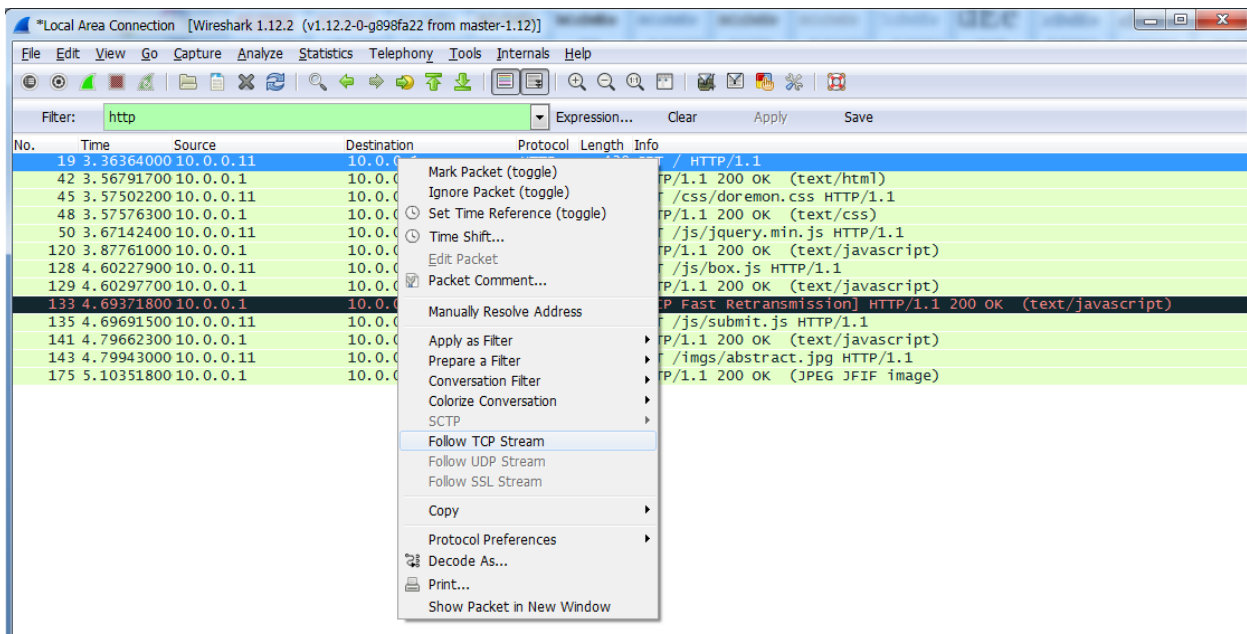 *Local Area Connection [Wireshark 1.12.2 (v1.12.2-0-g898fa22 from master-1.12)]
File Edit View Go Capture Analyze Statistics Telephony Tools Internals Help
Filter: http Expression... Clear Apply Save
No. Time Source Destination Protocol Length Info
19 3.36364000 10.0.0.11 10.0.0.1 / HTTP/1.1
42 3.56791700 10.0.0.1 10.0.0 TP/1.1 200 OK (text/html)
45 3.57502200 10.0.0.11 10.0.0 /css/doremon.css HTTP/1.1
48 3.57576300 10.0.0.1 10.0.0 TP/1.1 200 OK (text/css)
50 3.67142400 10.0.0.11 10.0.0 /js/jquery.min.js HTTP/1.1
120 3.87761000 10.0.0.1 10.0.0 TP/1.1 200 OK (text/javascript)
128 4.60227900 10.0.0.11 10.0.0 /js/box.js HTTP/1.1
129 4.60297700 10.0.0.1 10.0.0 TP/1.1 200 OK (text/javascript)
133 4.69371800 10.0.0.1 10.0.0 CP Fast Retransmission] HTTP/1.1 200 OK (text/javascript)
135 4.69691500 10.0.0.11 10.0.0 /js/submit.js HTTP/1.1
141 4.79662300 10.0.0.1 10.0.0 TP/1.1 200 OK (text/javascript)
143 4.79943000 10.0.0.11 10.0.0 /imgs/abstract.jpg HTTP/1.1
175 5.10351800 10.0.0.1 10.0.0 TP/1.1 200 OK (JPEG JFIF image)
Mark Packet (toggle)
Ignore Packet (toggle)
Set Time Reference (toggle)
Time Shift...
Edit Packet
Packet Comment...
Manually Resolve Address
Apply as Filter
Prepare a Filter
Conversation Filter
Colorize Conversation
SCTP
Follow TCP Stream
Follow UDP Stream
Follow SSL Stream
Copy
Protocol Preferences
Decode As...
Print...
Show Packet in New Window